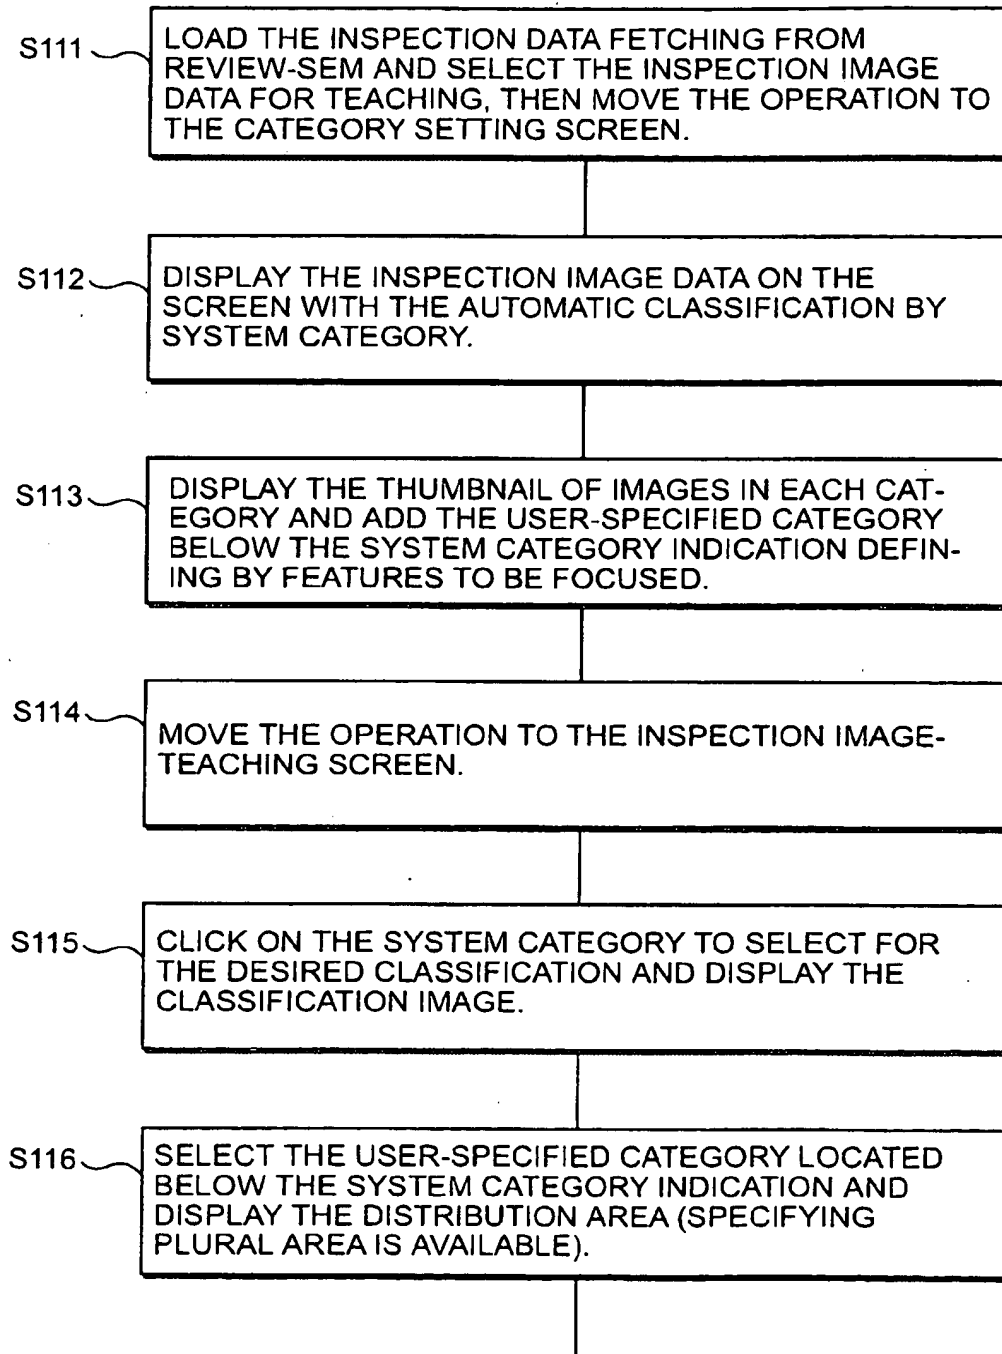 S111
LOAD THE INSPECTION DATA FETCHING FROM
REVIEW-SEM AND SELECT THE INSPECTION IMAGE
DATA FOR TEACHING, THEN MOVE THE OPERATION TO
THE CATEGORY SETTING SCREEN.
S112
DISPLAY THE INSPECTION IMAGE DATA ON THE
SCREEN WITH THE AUTOMATIC CLASSIFICATION BY
SYSTEM CATEGORY.
S113
DISPLAY THE THUMBNAIL OF IMAGES IN EACH CAT-
EGORY AND ADD THE USER-SPECIFIED CATEGORY
BELOW THE SYSTEM CATEGORY INDICATION DEFIN-
ING BY FEATURES TO BE FOCUSED.
S114
MOVE THE OPERATION TO THE INSPECTION IMAGE-
TEACHING SCREEN.
S115
CLICK ON THE SYSTEM CATEGORY TO SELECT FOR
THE DESIRED CLASSIFICATION AND DISPLAY THE
CLASSIFICATION IMAGE.
S116
SELECT THE USER-SPECIFIED CATEGORY LOCATED
BELOW THE SYSTEM CATEGORY INDICATION AND
DISPLAY THE DISTRIBUTION AREA (SPECIFYING
PLURAL AREA IS AVAILABLE).